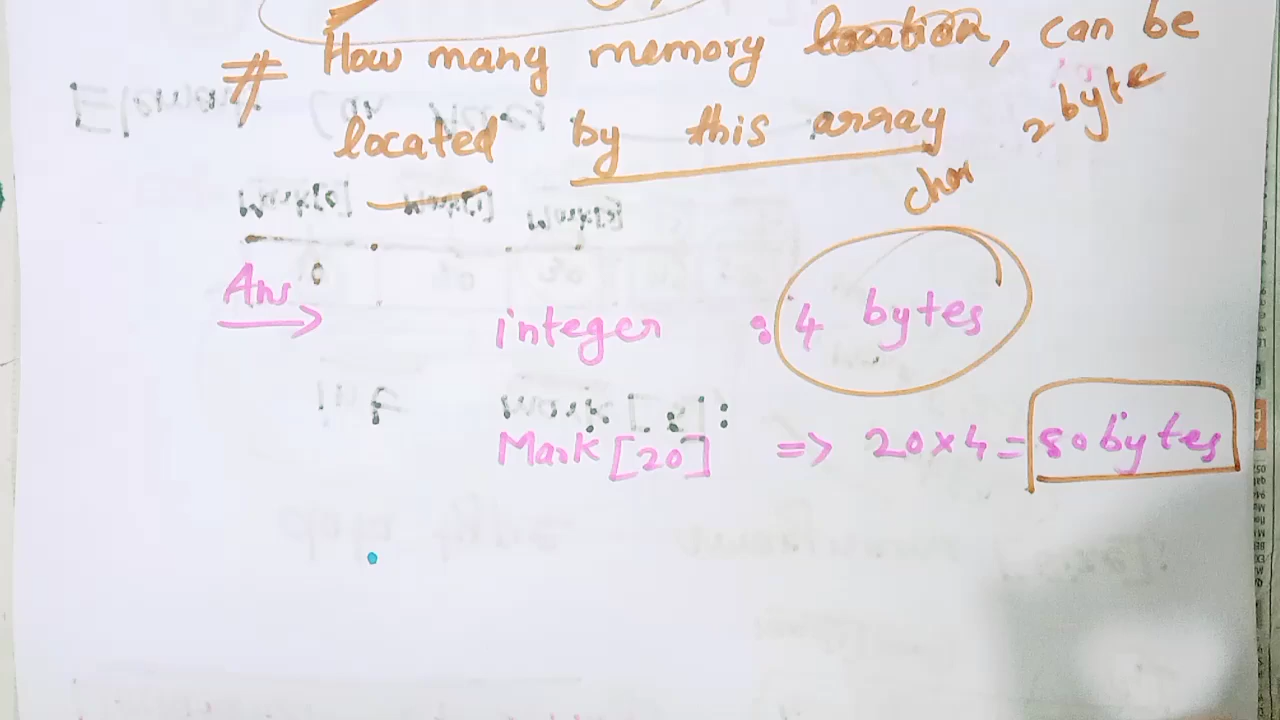 # How many memory location, can be
located by this array 2 byte
char
Ans integer : 4 bytes
Mark [20] => 20 x 4 = 80 bytes